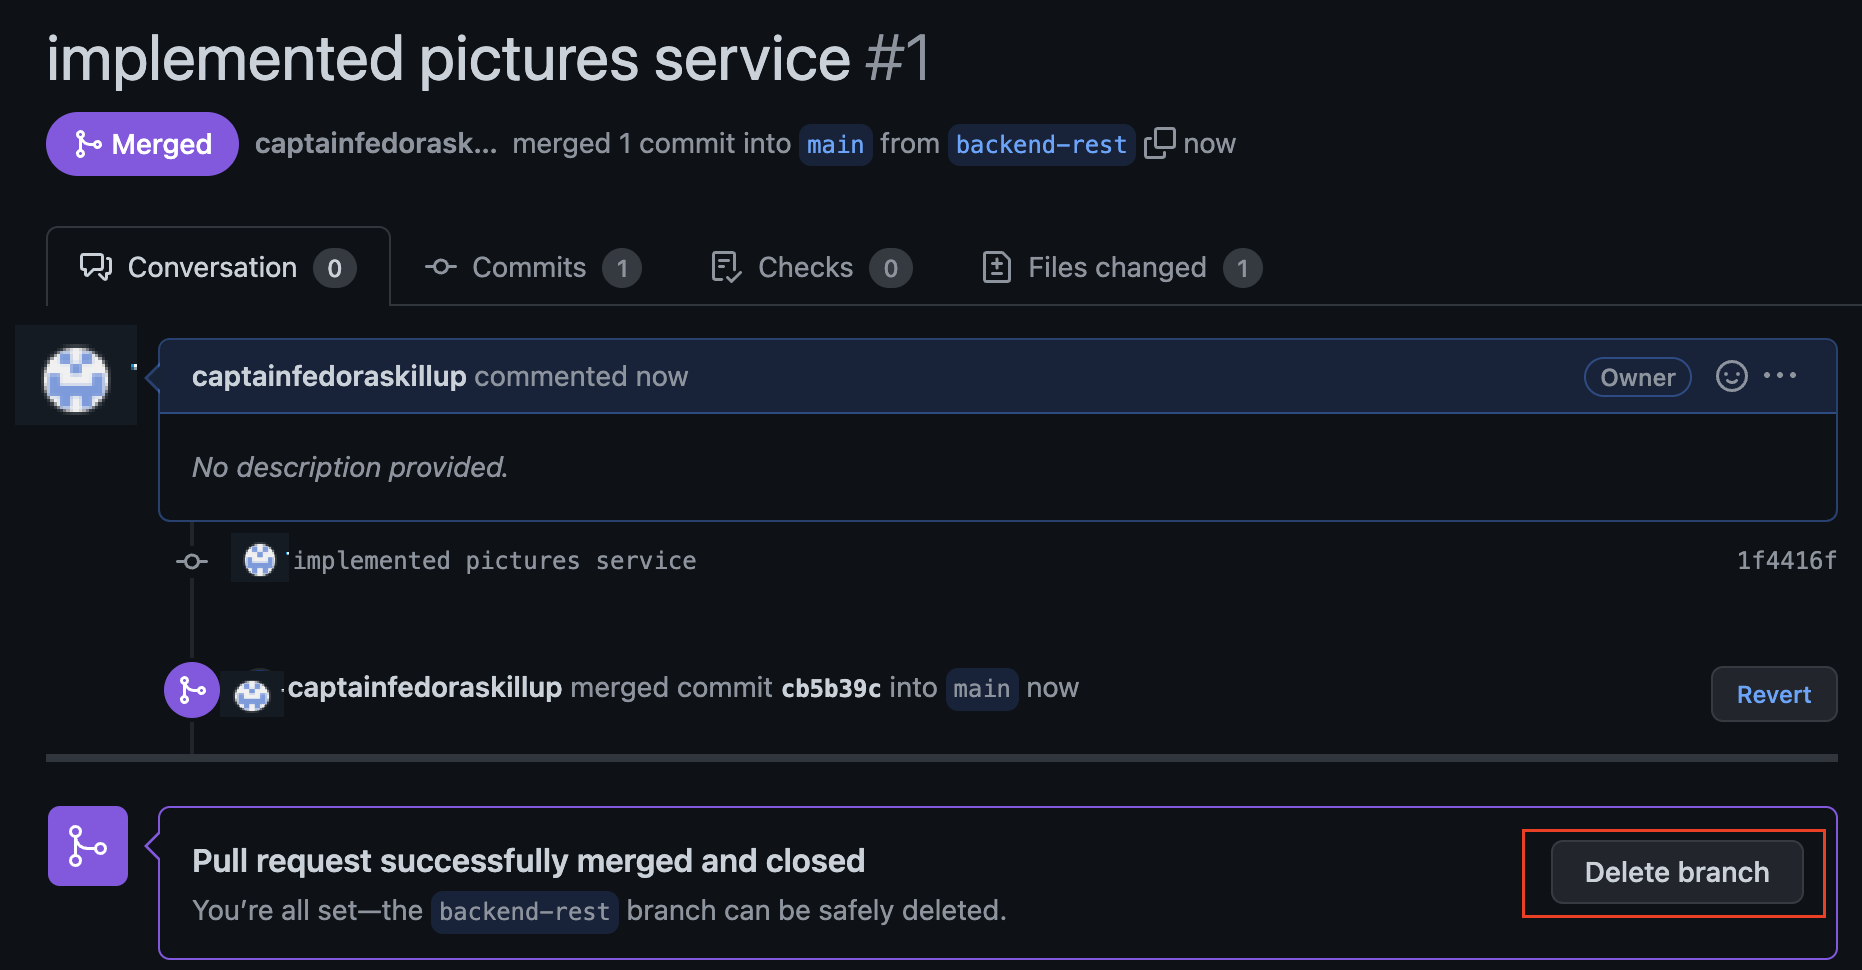 implemented pictures service #1
Merged captainfedorask... merged 1 commit into main from backend-rest now
Conversation 0 Commits 1 Checks 0 Files changed 1
captainfedoraskillup commented now Owner
No description provided.
implemented pictures service 1f4416f
captainfedoraskillup merged commit cb5b39c into main now Revert
Pull request successfully merged and closed
Delete branch
You're all set—the backend-rest branch can be safely deleted.